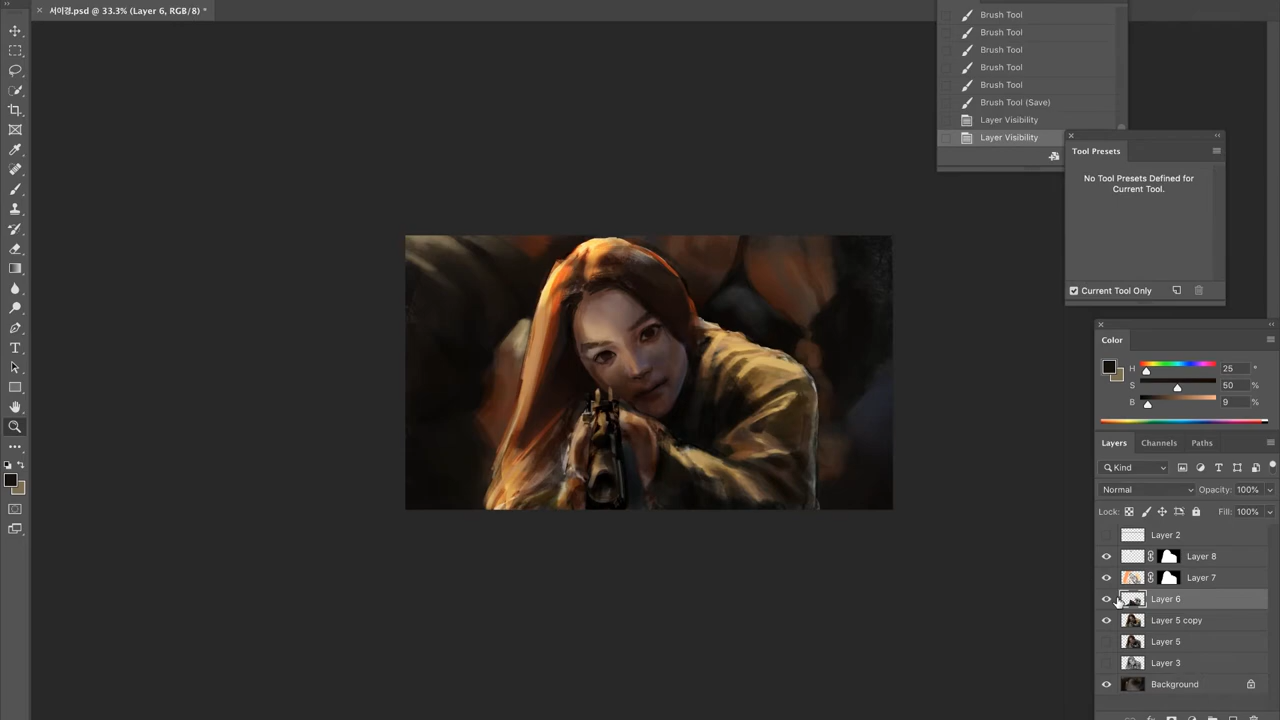 서이경.psd @ 33.3% (Layer 6, RGB/8) *
Brush Tool
Brush Tool
Brush Tool
Brush Tool
Brush Tool
Brush Tool (Save)
Layer Visibility
Layer Visibility
Tool Presets
No Tool Presets Defined for
Current Tool.
Current Tool Only
Color
H 25 °
S 50 %
B 9 %
Layers Channels Paths
Kind
Normal Opacity: 100%
Lock: Fill: 100%
Layer 2
Layer 8
Layer 7
Layer 6
Layer 5 copy
Layer 5
Layer 3
Background